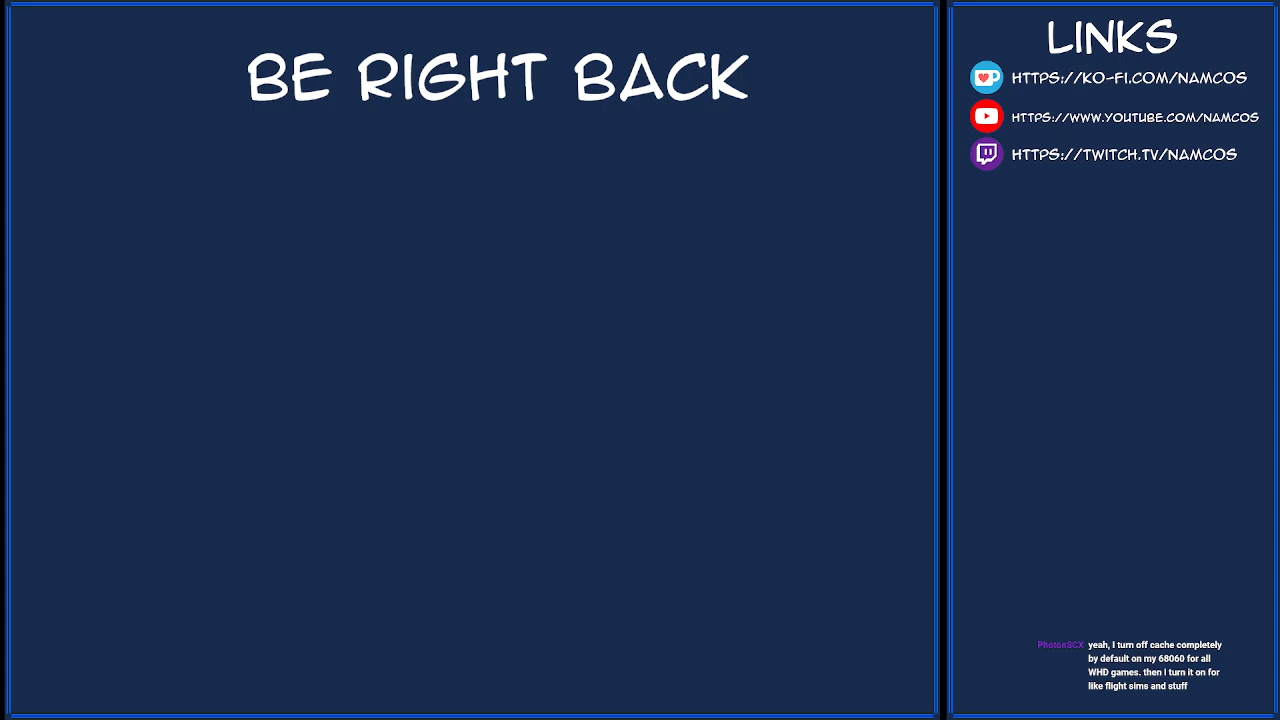 BE RIGHT BACK
LINKS
HTTPS://KO-FI.COM/NAMCOS
HTTPS://WWW.YOUTUBE.COM/NAMCOS
HTTPS://TWITCH.TV/NAMCOS
PhotonSCX yeah, I turn off cache completely
by default on my 68060 for all
WHD games. then I turn it on for
like flight sims and stuff